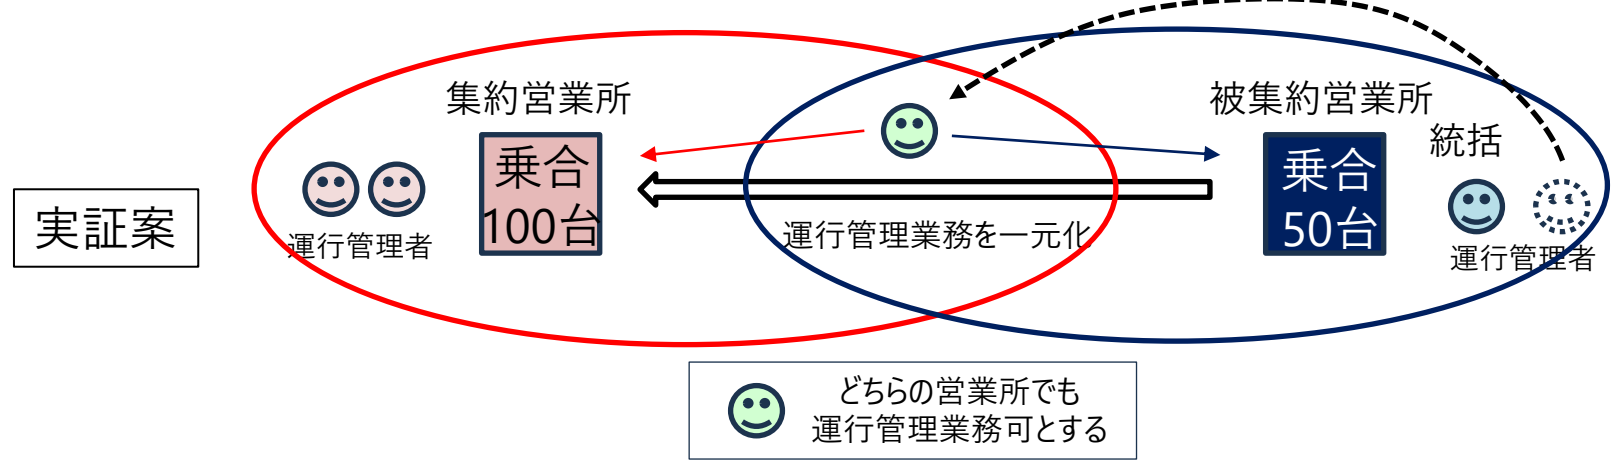 実証案
集約営業所
乗合
100台
運行管理者
運行管理業務を一元化
被集約営業所
乗合
50台
統括
運行管理者
どちらの営業所でも
運行管理業務可とする